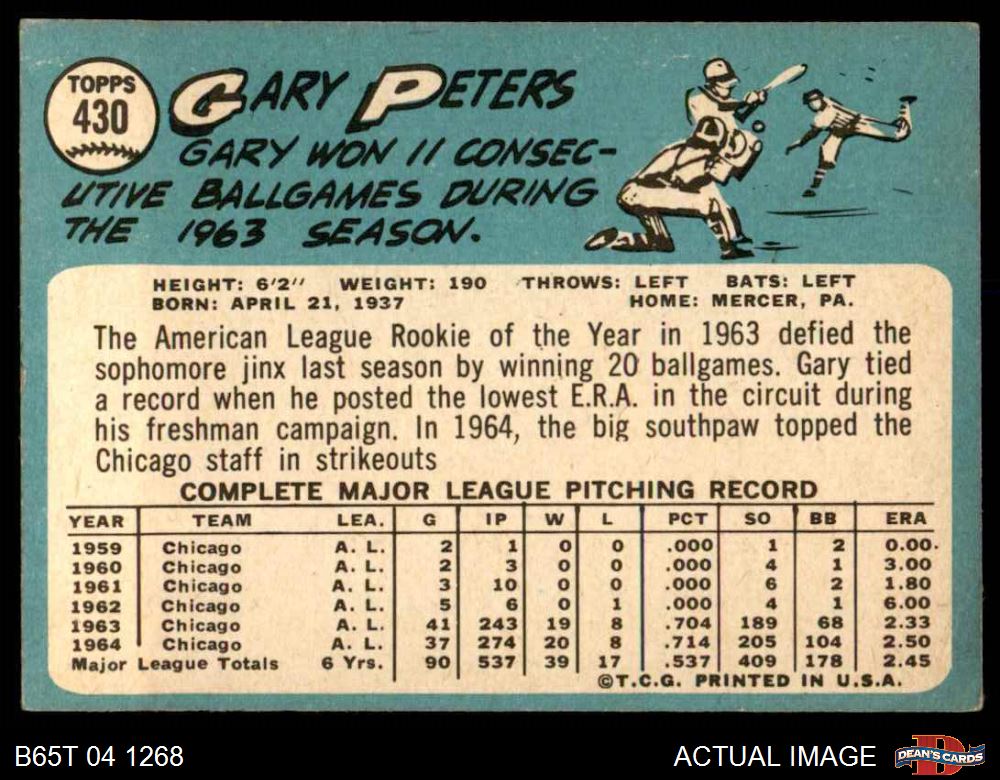 TOPPS
430
GARY PETERS
GARY WON 11 CONSEC-
UTIVE BALLGAMES DURING
THE 1963 SEASON.
HEIGHT: 6'2" WEIGHT: 190 THROWS: LEFT BATS: LEFT
BORN: APRIL 21, 1937 HOME: MERCER, PA.
The American League Rookie of the Year in 1963 defied the
sophomore jinx last season by winning 20 ballgames. Gary tied
a record when he posted the lowest E.R.A. in the circuit during
his freshman campaign. In 1964, the big southpaw topped the
Chicago staff in strikeouts
COMPLETE MAJOR LEAGUE PITCHING RECORD
YEAR TEAM LEA. G IP W L PCT SO BB ERA
1959 Chicago A. L. 2 1 0 0 .000 1 2 0.00
1960 Chicago A. L. 2 3 0 0 .000 4 1 3.00
1961 Chicago A. L. 3 10 0 0 .000 6 2 1.80
1962 Chicago A. L. 5 6 0 1 .000 4 1 6.00
1963 Chicago A. L. 41 243 19 8 .704 189 68 2.33
1964 Chicago A. L. 37 274 20 8 .714 205 104 2.50
Major League Totals 6 Yrs. 90 537 39 17 .537 409 178 2.45
©T.C.G. PRINTED IN U.S.A.
B65T 04 1268 ACTUAL IMAGE DEAN'S CARDS